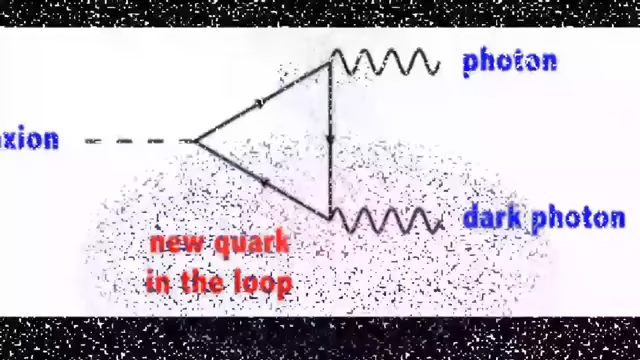 photon
xion
dark photon
new quark
in the loop